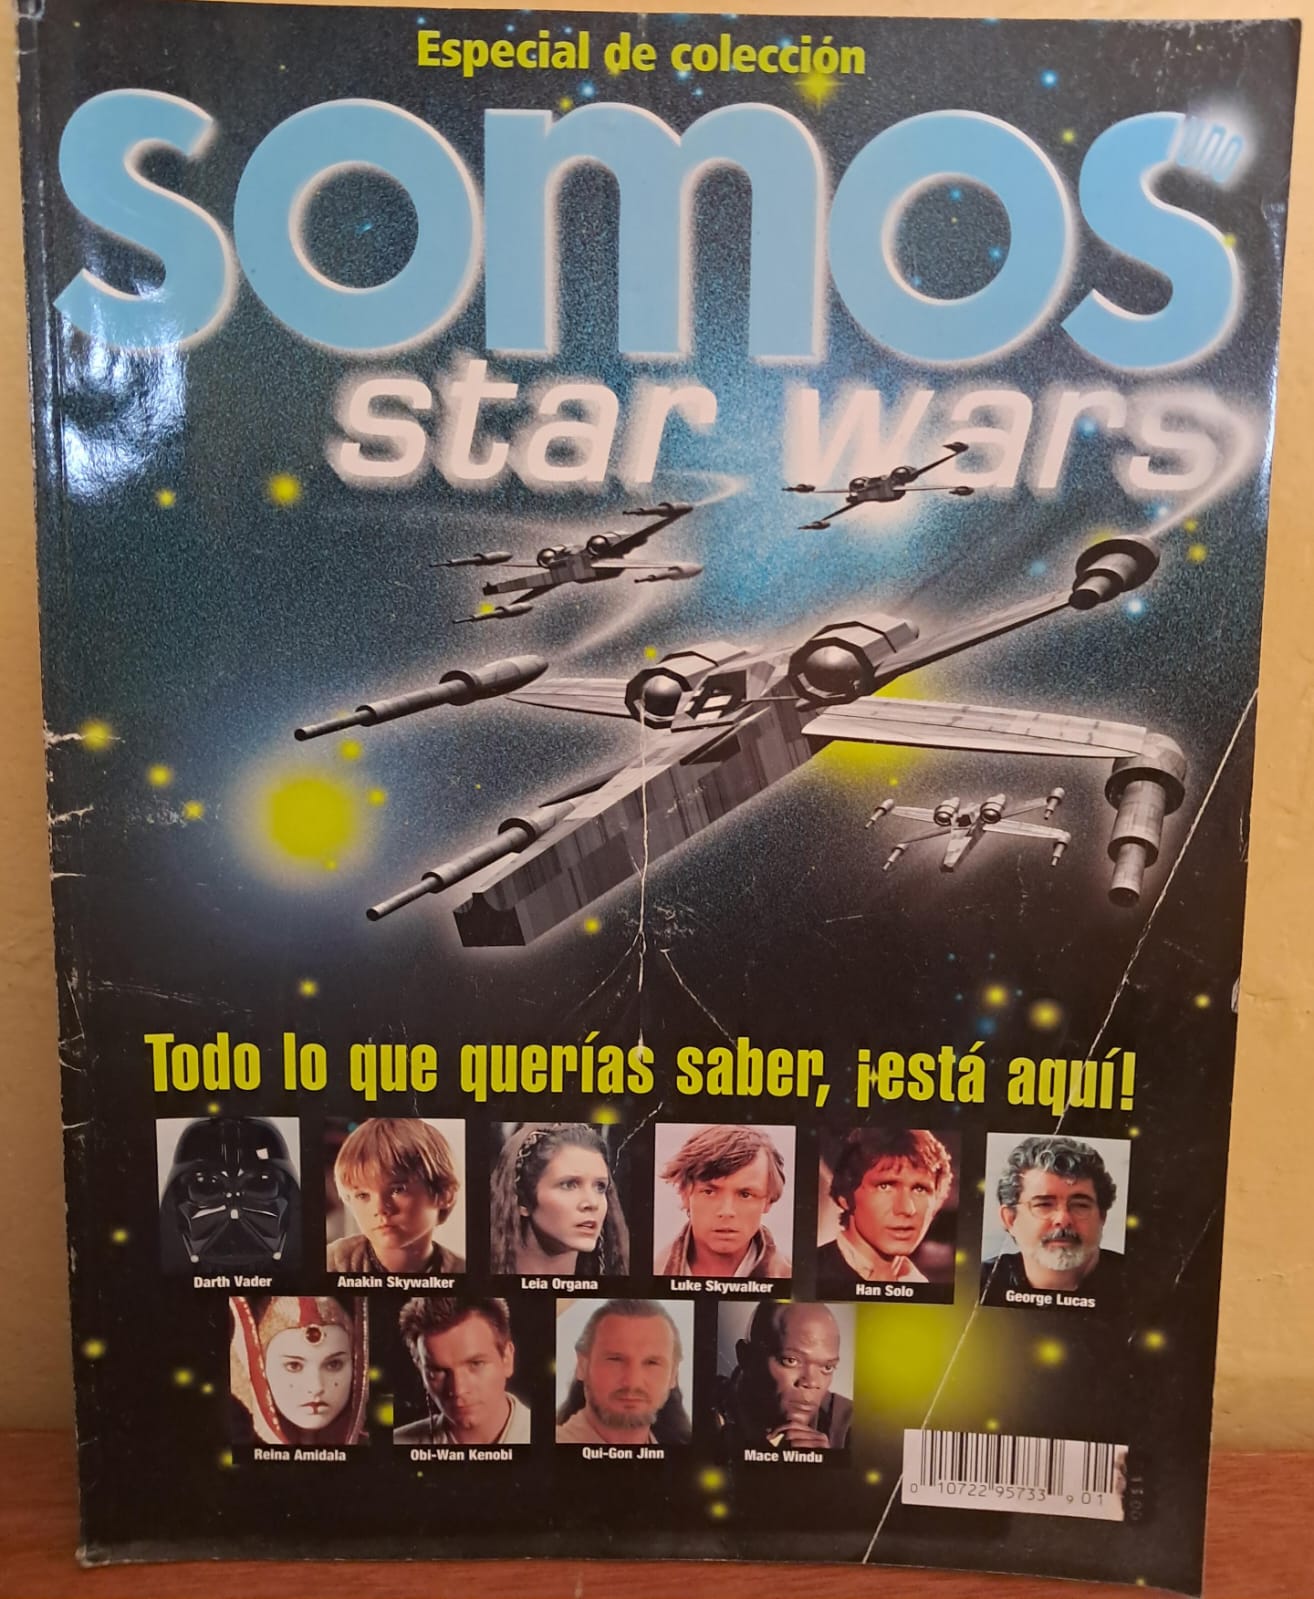 Especial de colección
somos
uno
star wars
Todo lo que querías saber, ¡está aquí!
Darth Vader
Anakin Skywalker
Leia Organa
Luke Skywalker
Han Solo
George Lucas
Reina Amidala
Obi-Wan Kenobi
Qui-Gon Jinn
Mace Windu
0 10722 95733 9 01